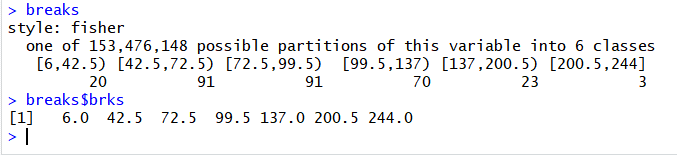 > breaks
style: fisher
  one of 153,476,148 possible partitions of this variable into 6 classes
   [6,42.5) [42.5,72.5) [72.5,99.5)  [99.5,137) [137,200.5) [200.5,244]
         20          91          91          70          23           3
> breaks$brks
[1]   6.0  42.5  72.5  99.5 137.0 200.5 244.0
>